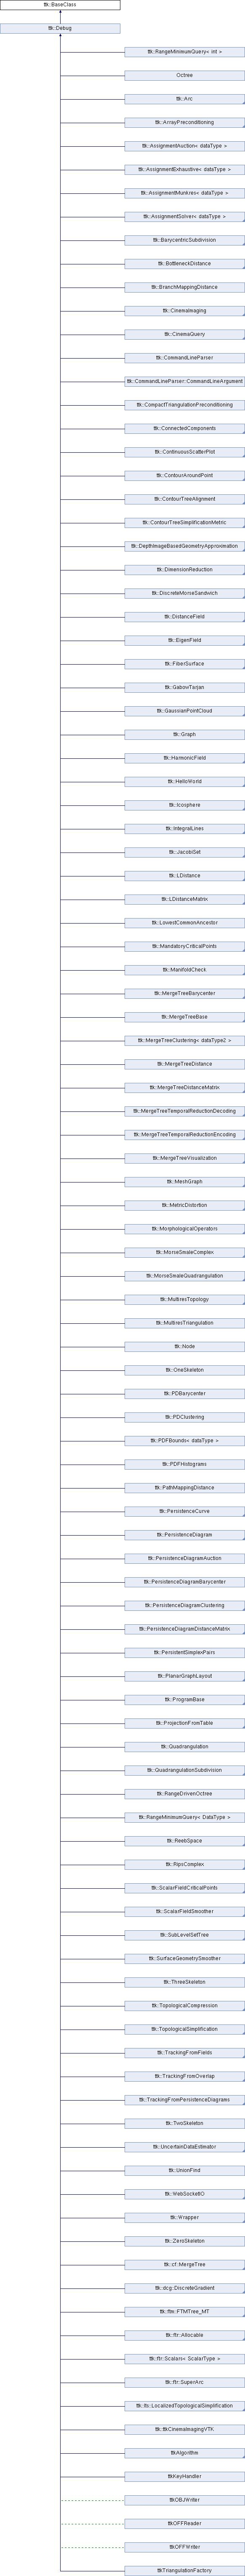 ttk::BaseClass
ttk::Debug
ttk::RangeMinimumQuery< int >
Octree
ttk::Arc
ttk::ArrayPreconditioning
ttk::AssignmentAuction< dataType >
ttk::AssignmentExhaustive< dataType >
ttk::AssignmentMunkres< dataType >
ttk::AssignmentSolver< dataType >
ttk::BarycentricSubdivision
ttk::BottleneckDistance
ttk::BranchMappingDistance
ttk::CinemaImaging
ttk::CinemaQuery
ttk::CommandLineParser
ttk::CommandLineParser::CommandLineArgument
ttk::CompactTriangulationPreconditioning
ttk::ConnectedComponents
ttk::ContinuousScatterPlot
ttk::ContourAroundPoint
ttk::ContourTreeAlignment
ttk::ContourTreeSimplificationMetric
ttk::DepthImageBasedGeometryApproximation
ttk::DimensionReduction
ttk::DiscreteMorseSandwich
ttk::DistanceField
ttk::EigenField
ttk::FiberSurface
ttk::GabowTarjan
ttk::GaussianPointCloud
ttk::Graph
ttk::HarmonicField
ttk::HelloWorld
ttk::Icosphere
ttk::IntegralLines
ttk::JacobiSet
ttk::LDistance
ttk::LDistanceMatrix
ttk::LowestCommonAncestor
ttk::MandatoryCriticalPoints
ttk::ManifoldCheck
ttk::MergeTreeBarycenter
ttk::MergeTreeBase
ttk::MergeTreeClustering< dataType2 >
ttk::MergeTreeDistance
ttk::MergeTreeDistanceMatrix
ttk::MergeTreeTemporalReductionDecoding
ttk::MergeTreeTemporalReductionEncoding
ttk::MergeTreeVisualization
ttk::MeshGraph
ttk::MetricDistortion
ttk::MorphologicalOperators
ttk::MorseSmaleComplex
ttk::MorseSmaleQuadrangulation
ttk::MultiresTopology
ttk::MultiresTriangulation
ttk::Node
ttk::OneSkeleton
ttk::PDBarycenter
ttk::PDClustering
ttk::PDFBounds< dataType >
ttk::PDFHistograms
ttk::PathMappingDistance
ttk::PersistenceCurve
ttk::PersistenceDiagram
ttk::PersistenceDiagramAuction
ttk::PersistenceDiagramBarycenter
ttk::PersistenceDiagramClustering
ttk::PersistenceDiagramDistanceMatrix
ttk::PersistentSimplexPairs
ttk::PlanarGraphLayout
ttk::ProgramBase
ttk::ProjectionFromTable
ttk::Quadrangulation
ttk::QuadrangulationSubdivision
ttk::RangeDrivenOctree
ttk::RangeMinimumQuery< DataType >
ttk::ReebSpace
ttk::RipsComplex
ttk::ScalarFieldCriticalPoints
ttk::ScalarFieldSmoother
ttk::SubLevelSetTree
ttk::SurfaceGeometrySmoother
ttk::ThreeSkeleton
ttk::TopologicalCompression
ttk::TopologicalSimplification
ttk::TrackingFromFields
ttk::TrackingFromOverlap
ttk::TrackingFromPersistenceDiagrams
ttk::TwoSkeleton
ttk::UncertainDataEstimator
ttk::UnionFind
ttk::WebSocketIO
ttk::Wrapper
ttk::ZeroSkeleton
ttk::cf::MergeTree
ttk::dcg::DiscreteGradient
ttk::ftm::FTMTree_MT
ttk::ftr::Allocable
ttk::ftr::Scalars< ScalarType >
ttk::ftr::SuperArc
ttk::lts::LocalizedTopologicalSimplification
ttk::ttkCinemaImagingVTK
ttkAlgorithm
ttkKeyHandler
ttkOBJWriter
ttkOFFReader
ttkOFFWriter
ttkTriangulationFactory